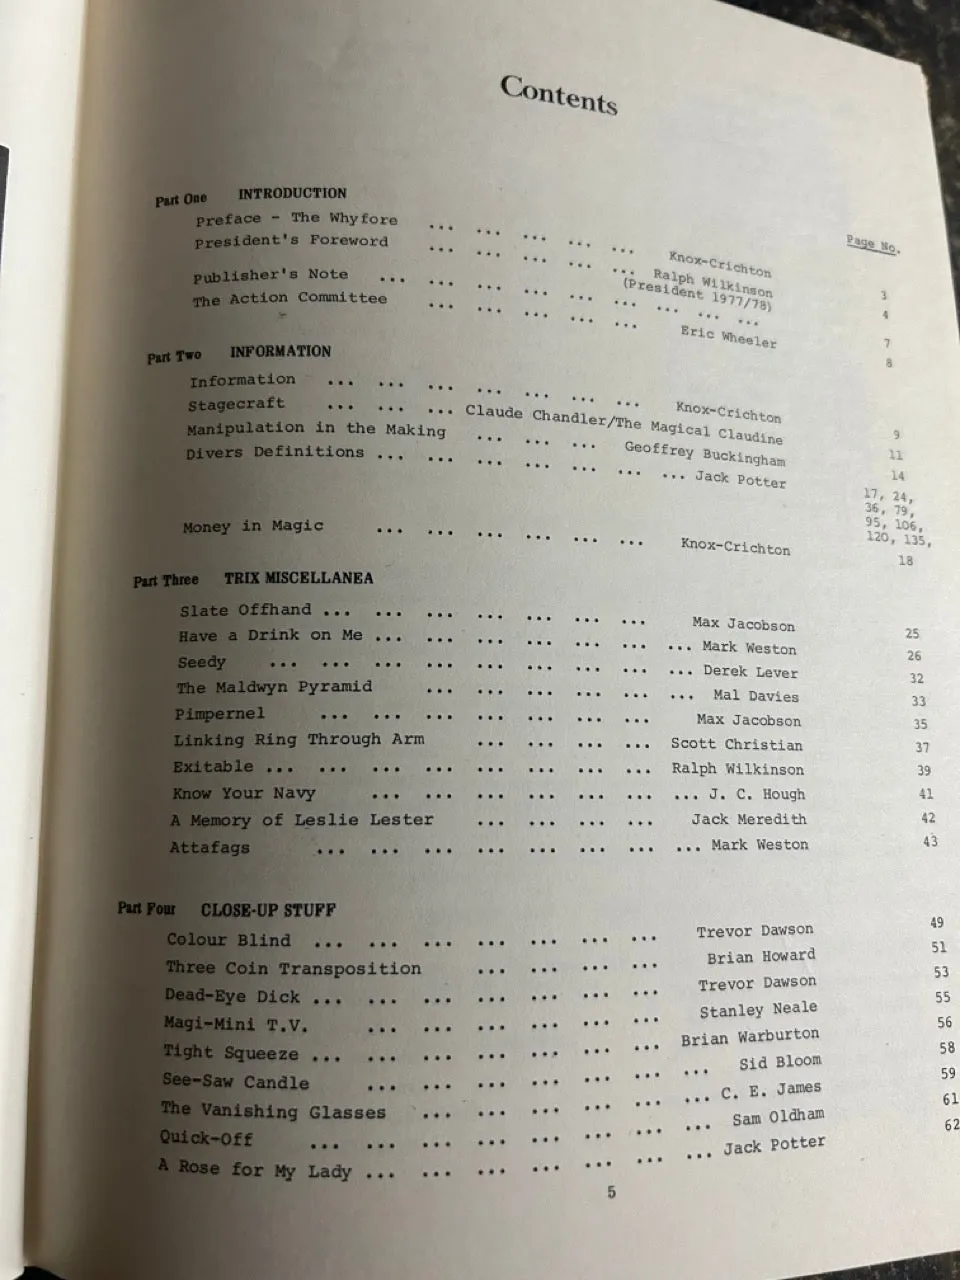 Contents
Page No.
Part One INTRODUCTION
Preface - The Whyfore ... ... ... ... ... Knox-Crichton 3
President's Foreword ... ... ... ... ... Ralph Wilkinson 4
(President 1977/78)
Publisher's Note ... ... ... ... ... ... ... ... 7
The Action Committee ... ... ... ... ... Eric Wheeler 8
Part Two INFORMATION
Information ... ... ... ... ... ... ... Knox-Crichton 9
Stagecraft ... ... ... Claude Chandler/The Magical Claudine 11
Manipulation in the Making ... ... ... Geoffrey Buckingham 14
Divers Definitions ... ... ... ... ... ... ... Jack Potter 17, 24,
36, 79,
95, 106,
120, 135,
Money in Magic ... ... ... ... ... ... Knox-Crichton 18
Part Three TRIX MISCELLANEA
Slate Offhand ... ... ... ... ... ... ... Max Jacobson 25
Have a Drink on Me ... ... ... ... ... ... ... Mark Weston 26
Seedy ... ... ... ... ... ... ... ... ... Derek Lever 32
The Maldwyn Pyramid ... ... ... ... ... ... Mal Davies 33
Pimpernel ... ... ... ... ... ... ... Max Jacobson 35
Linking Ring Through Arm ... ... ... ... Scott Christian 37
Exitable ... ... ... ... ... ... ... ... Ralph Wilkinson 39
Know Your Navy ... ... ... ... ... ... ... J. C. Hough 41
A Memory of Leslie Lester ... ... ... ... Jack Meredith 42
Attafags ... ... ... ... ... ... ... ... Mark Weston 43
Part Four CLOSE-UP STUFF
Colour Blind ... ... ... ... ... ... ... Trevor Dawson 49
Three Coin Transposition ... ... ... ... Brian Howard 51
Dead-Eye Dick ... ... ... ... ... ... ... Trevor Dawson 53
Magi-Mini T.V. ... ... ... ... ... ... Stanley Neale 55
Tight Squeeze ... ... ... ... ... ... ... Brian Warburton 56
See-Saw Candle ... ... ... ... ... ... ... Sid Bloom 58
The Vanishing Glasses ... ... ... ... ... ... C. E. James 59
Quick-Off ... ... ... ... ... ... ... ... Sam Oldham 61
A Rose for My Lady ... ... ... ... ... ... ... Jack Potter 62
5